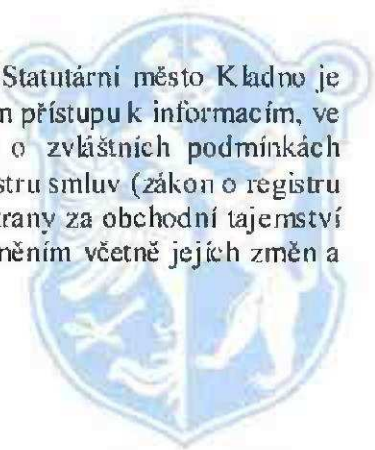 Statutární město Kladno je
m přístupu k informacím, ve
o zvláštních podmínkách
stru smluv (zákon o registru
trany za obchodní tajemství
něním včetně jejích změn a